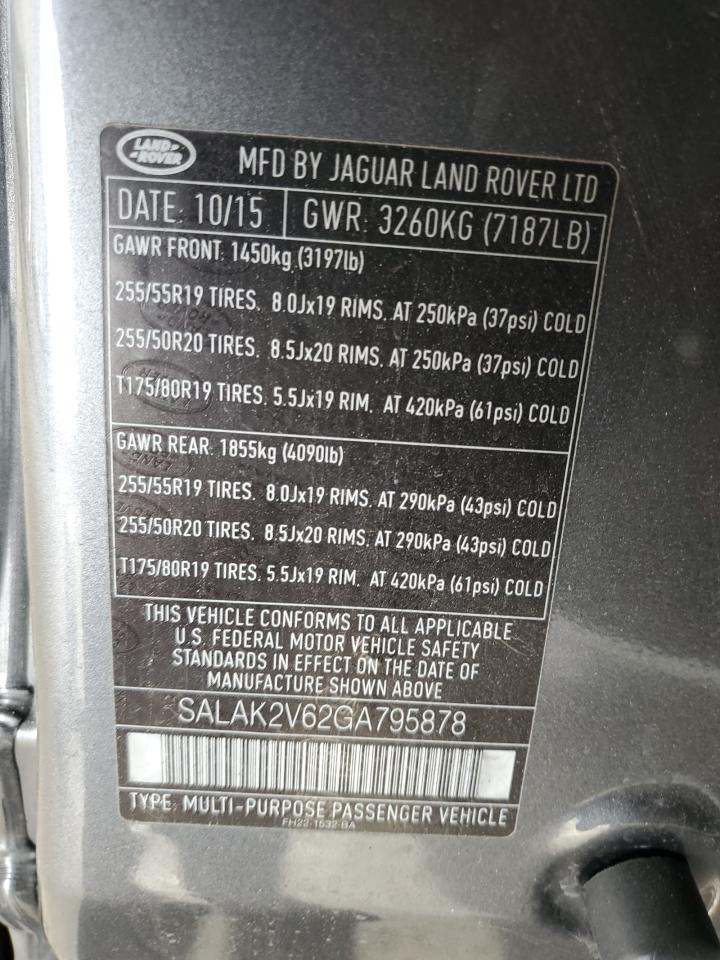 LAND ROVER
MFD BY JAGUAR LAND ROVER LTD
DATE: 10/15 GWR: 3260KG (7187LB)
GAWR FRONT: 1450kg (3197lb)
255/55R19 TIRES. 8.0Jx19 RIMS. AT 250kPa (37psi) COLD
255/50R20 TIRES. 8.5Jx20 RIMS. AT 250kPa (37psi) COLD
T175/80R19 TIRES. 5.5Jx19 RIM. AT 420kPa (61psi) COLD
GAWR REAR: 1855kg (4090lb)
255/55R19 TIRES. 8.0Jx19 RIMS. AT 290kPa (43psi) COLD
255/50R20 TIRES. 8.5Jx20 RIMS. AT 290kPa (43psi) COLD
T175/80R19 TIRES. 5.5Jx19 RIM. AT 420kPa (61psi) COLD
THIS VEHICLE CONFORMS TO ALL APPLICABLE
U.S. FEDERAL MOTOR VEHICLE SAFETY
STANDARDS IN EFFECT ON THE DATE OF
MANUFACTURE SHOWN ABOVE
SALAK2V62GA795878
TYPE: MULTI-PURPOSE PASSENGER VEHICLE
FH22-1532-BA